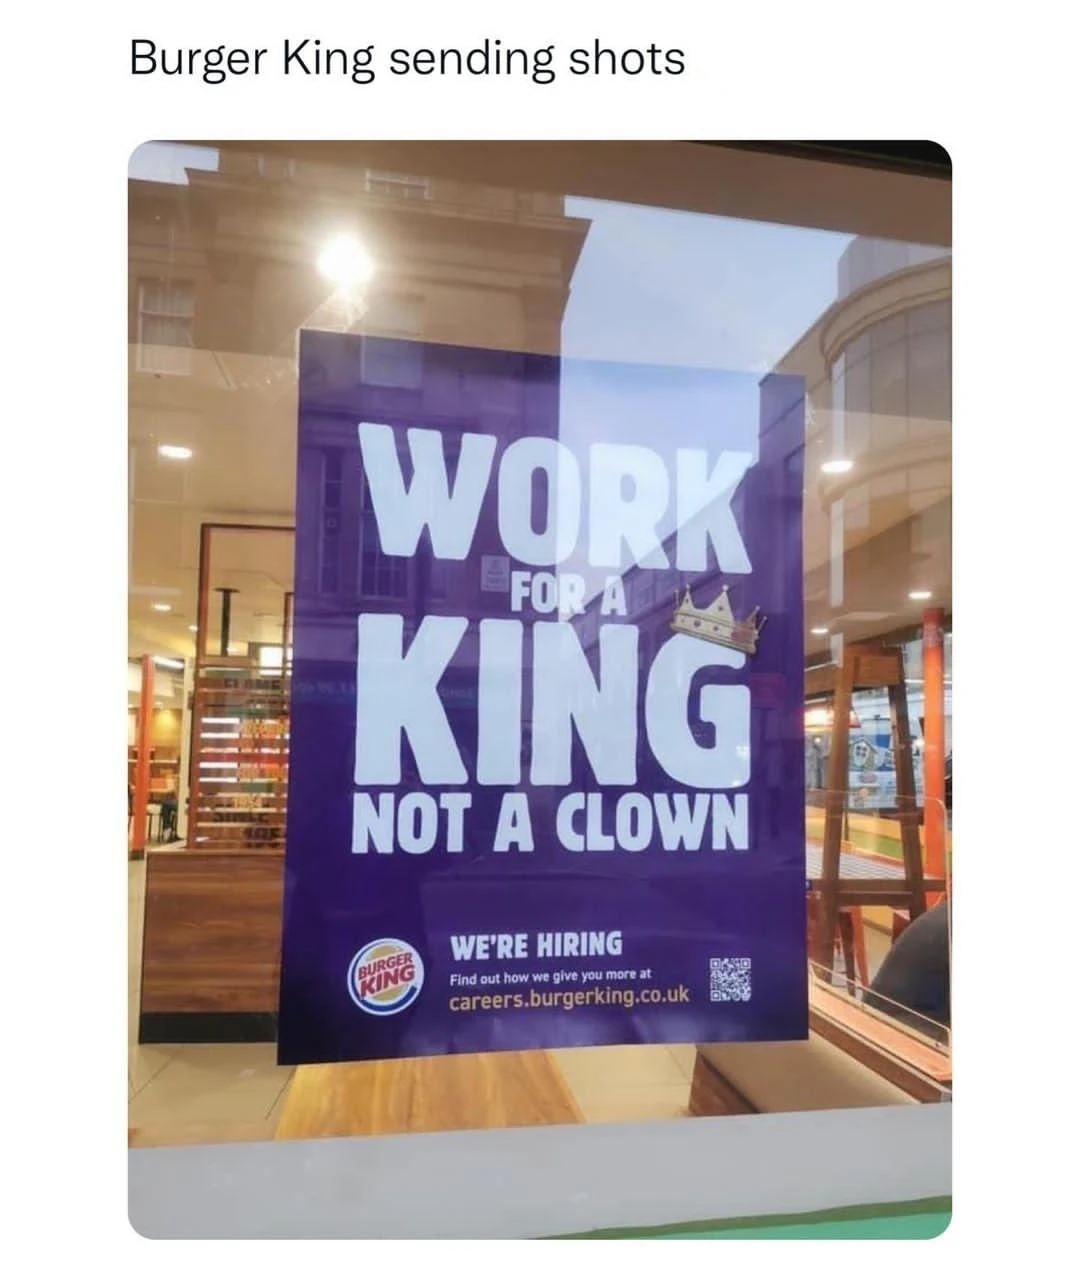 Burger King sending shots
WORK
FOR A
KING
NOT A CLOWN
BURGER
KING
WE'RE HIRING
Find out how we give you more at
careers.burgerking.co.uk